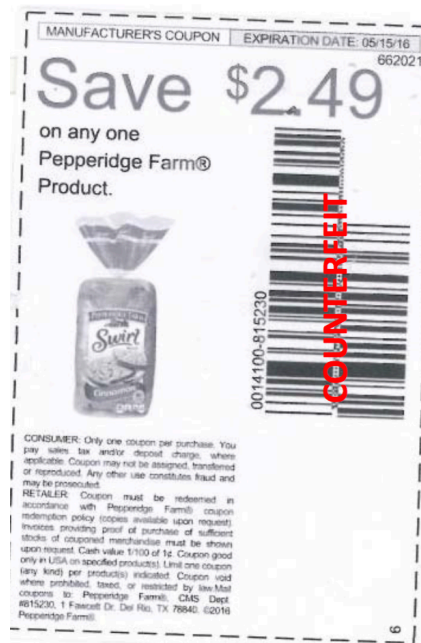 MANUFACTURER'S COUPON
EXPIRATION DATE: 05/15/16
662021
Save $2.49
on any one
Pepperidge Farm®
Product.
PEPPERIDGE FARM
Swirl
Cinnamon
0014100-815230
COUNTERFEIT
CONSUMER: Only one coupon per purchase. You
pay sales tax and/or deposit charge, where
applicable. Coupon may not be assigned, transferred
or reproduced. Any other use constitutes fraud and
may be prosecuted.
RETAILER: Coupon must be redeemed in
accordance with Pepperidge Farm® coupon
redemption policy (copies available upon request).
Invoices providing proof of purchase of sufficient
stocks of couponed merchandise must be shown
upon request. Cash value 1/100 of 1¢. Coupon good
only in USA on specified product(s). Limit one coupon
(any kind) per product(s) indicated. Coupon void
where prohibited, taxed, or restricted by law. Mail
coupons to: Pepperidge Farm®, CMS Dept.
#815230, 1 Fawcett Dr. Del Rio, TX 78840. ©2016
Pepperidge Farm®